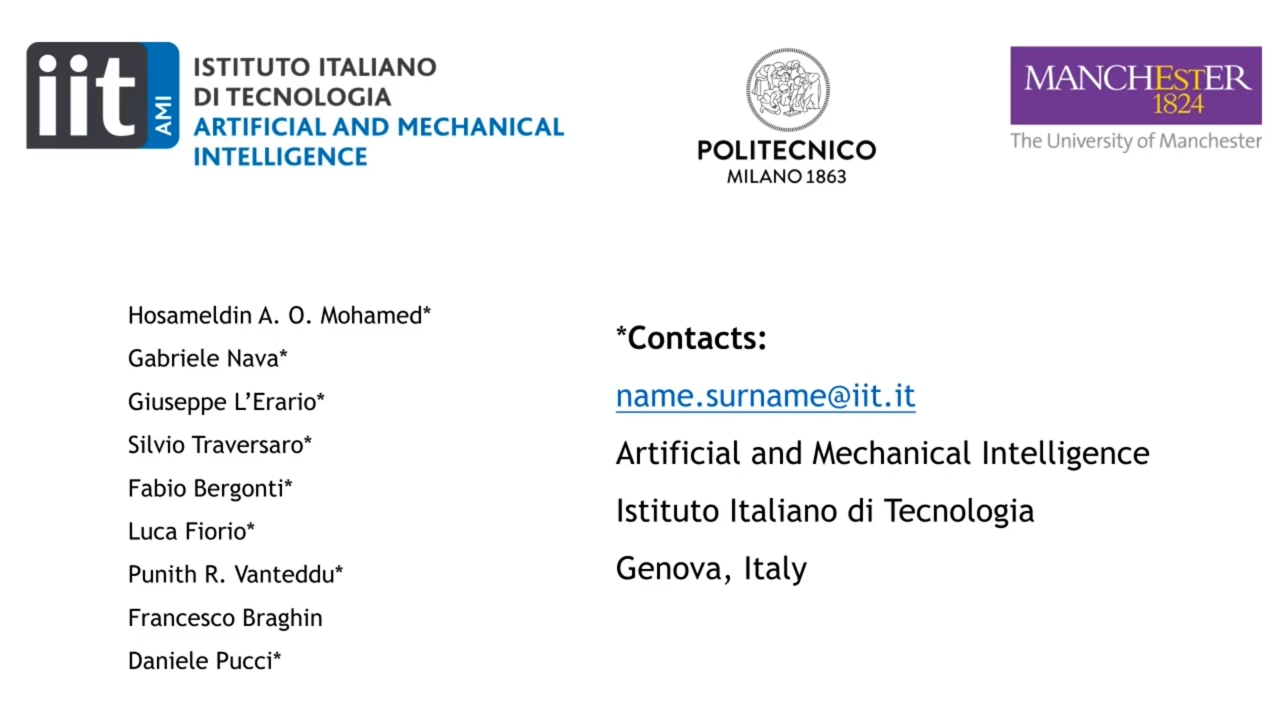 iit
AMI
ISTITUTO ITALIANO
DI TECNOLOGIA
ARTIFICIAL AND MECHANICAL
INTELLIGENCE
POLITECNICO
MILANO 1863
MANCHESTER
1824
The University of Manchester
Hosameldin A. O. Mohamed*
Gabriele Nava*
Giuseppe L’Erario*
Silvio Traversaro*
Fabio Bergonti*
Luca Fiorio*
Punith R. Vanteddu*
Francesco Braghin
Daniele Pucci*
*Contacts:
name.surname@iit.it
Artificial and Mechanical Intelligence
Istituto Italiano di Tecnologia
Genova, Italy